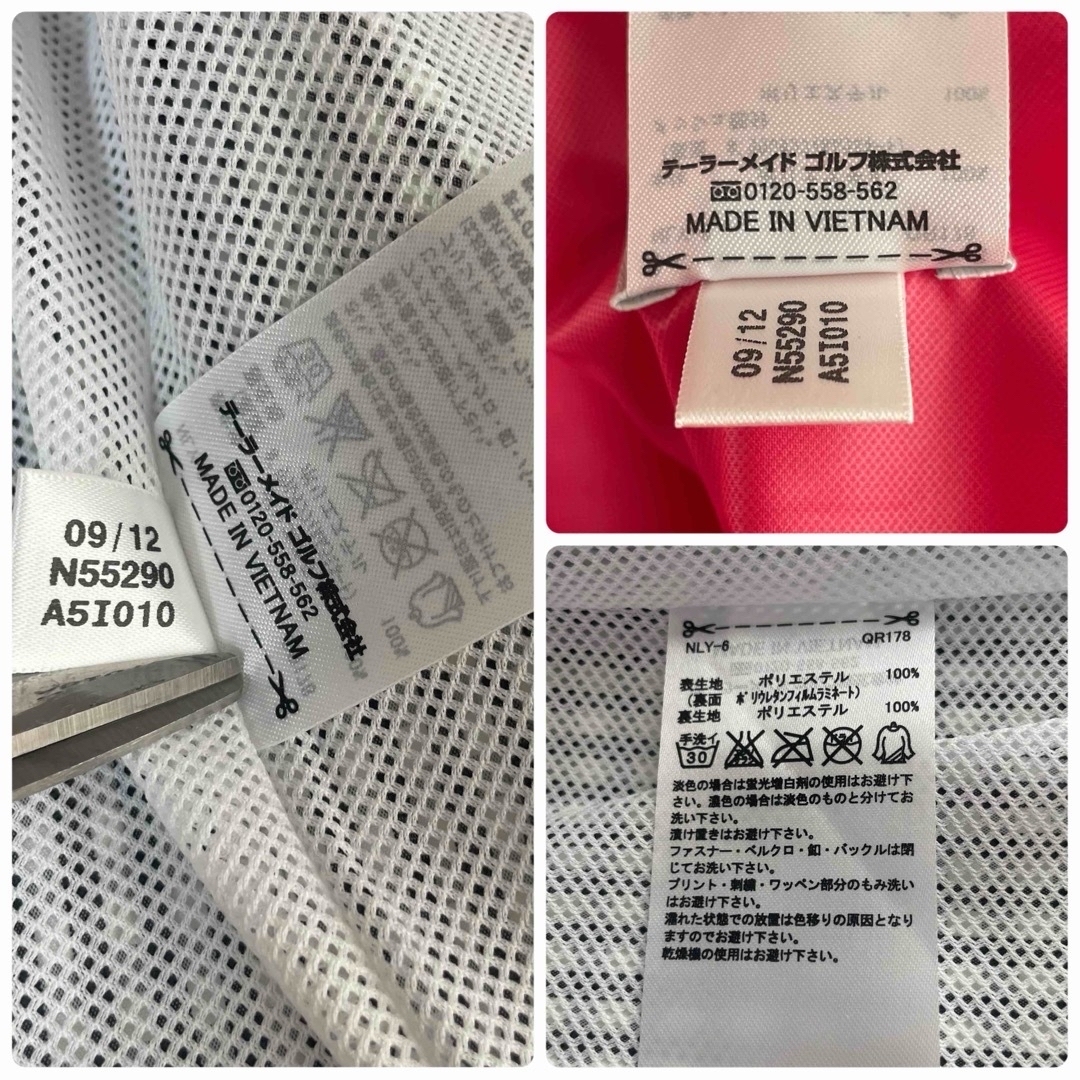 09/12
N55290
A5I010
テーラーメイド ゴルフ株式会社
0120-558-562
MADE IN VIETNAM
テーラーメイド ゴルフ株式会社
0120-558-562
MADE IN VIETNAM
09/12
N55290
A5I010
NLY-6 QR178
表生地 ポリエステル 100%
(裏面 ポリウレタンフィルムラミネート)
裏生地 ポリエステル 100%
手洗イ
30
淡色の場合は蛍光増白剤の使用はお避け下
さい。濃色の場合は淡色のものと分けてお
洗い下さい。
漬け置きはお避け下さい。
ファスナー・ベルクロ・釦・バックルは閉
じてお洗い下さい。
プリント・刺繍・ワッペン部分のもみ洗い
はお避け下さい。
濡れた状態での放置は色移りの原因となり
ますのでお避け下さい。
乾燥機の使用はお避け下さい。